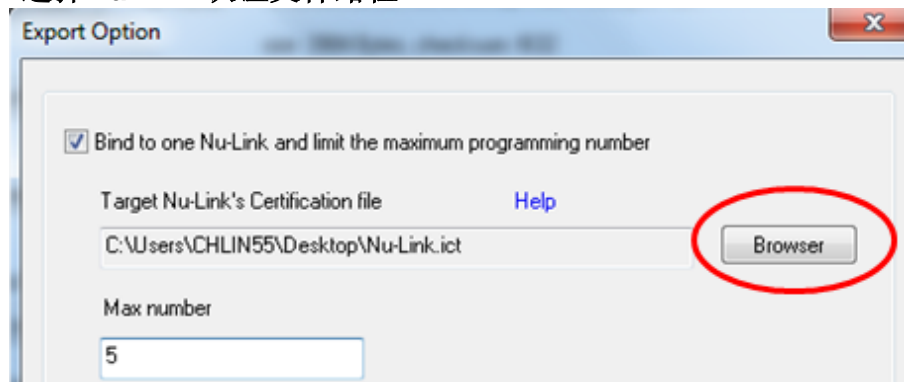 Export Option
Bind to one Nu-Link and limit the maximum programming number
Target Nu-Link's Certification file Help
C:\Users\CHLIN55\Desktop\Nu-Link.ict Browser
Max number
5